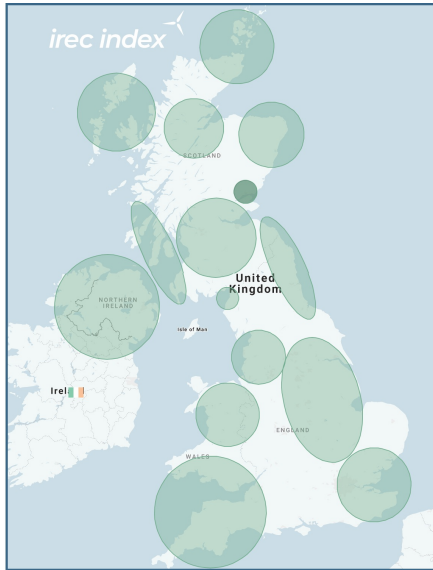 irec index
SCOTLAND
United
Kingdom
NORTHERN
IRELAND
Isle of Man
Irel
ENGLAND
WALES